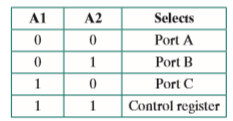 A1 A2 Selects
0 0 Port A
0 1 Port B
1 0 Port C
1 1 Control register